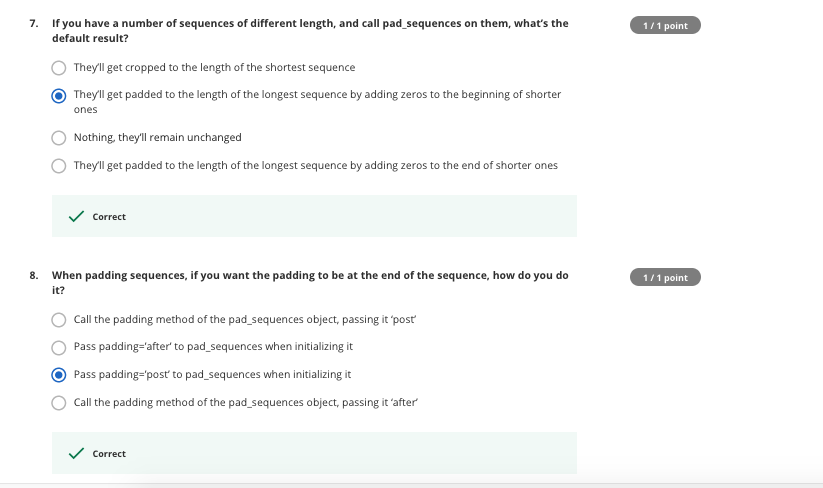 7. If you have a number of sequences of different length, and call pad_sequences on them, what's the
default result?
1 / 1 point
They'll get cropped to the length of the shortest sequence
They'll get padded to the length of the longest sequence by adding zeros to the beginning of shorter
ones
Nothing, they'll remain unchanged
They'll get padded to the length of the longest sequence by adding zeros to the end of shorter ones
Correct
8. When padding sequences, if you want the padding to be at the end of the sequence, how do you do
it?
1 / 1 point
Call the padding method of the pad_sequences object, passing it ‘post’
Pass padding=‘after’ to pad_sequences when initializing it
Pass padding=‘post’ to pad_sequences when initializing it
Call the padding method of the pad_sequences object, passing it ‘after’
Correct